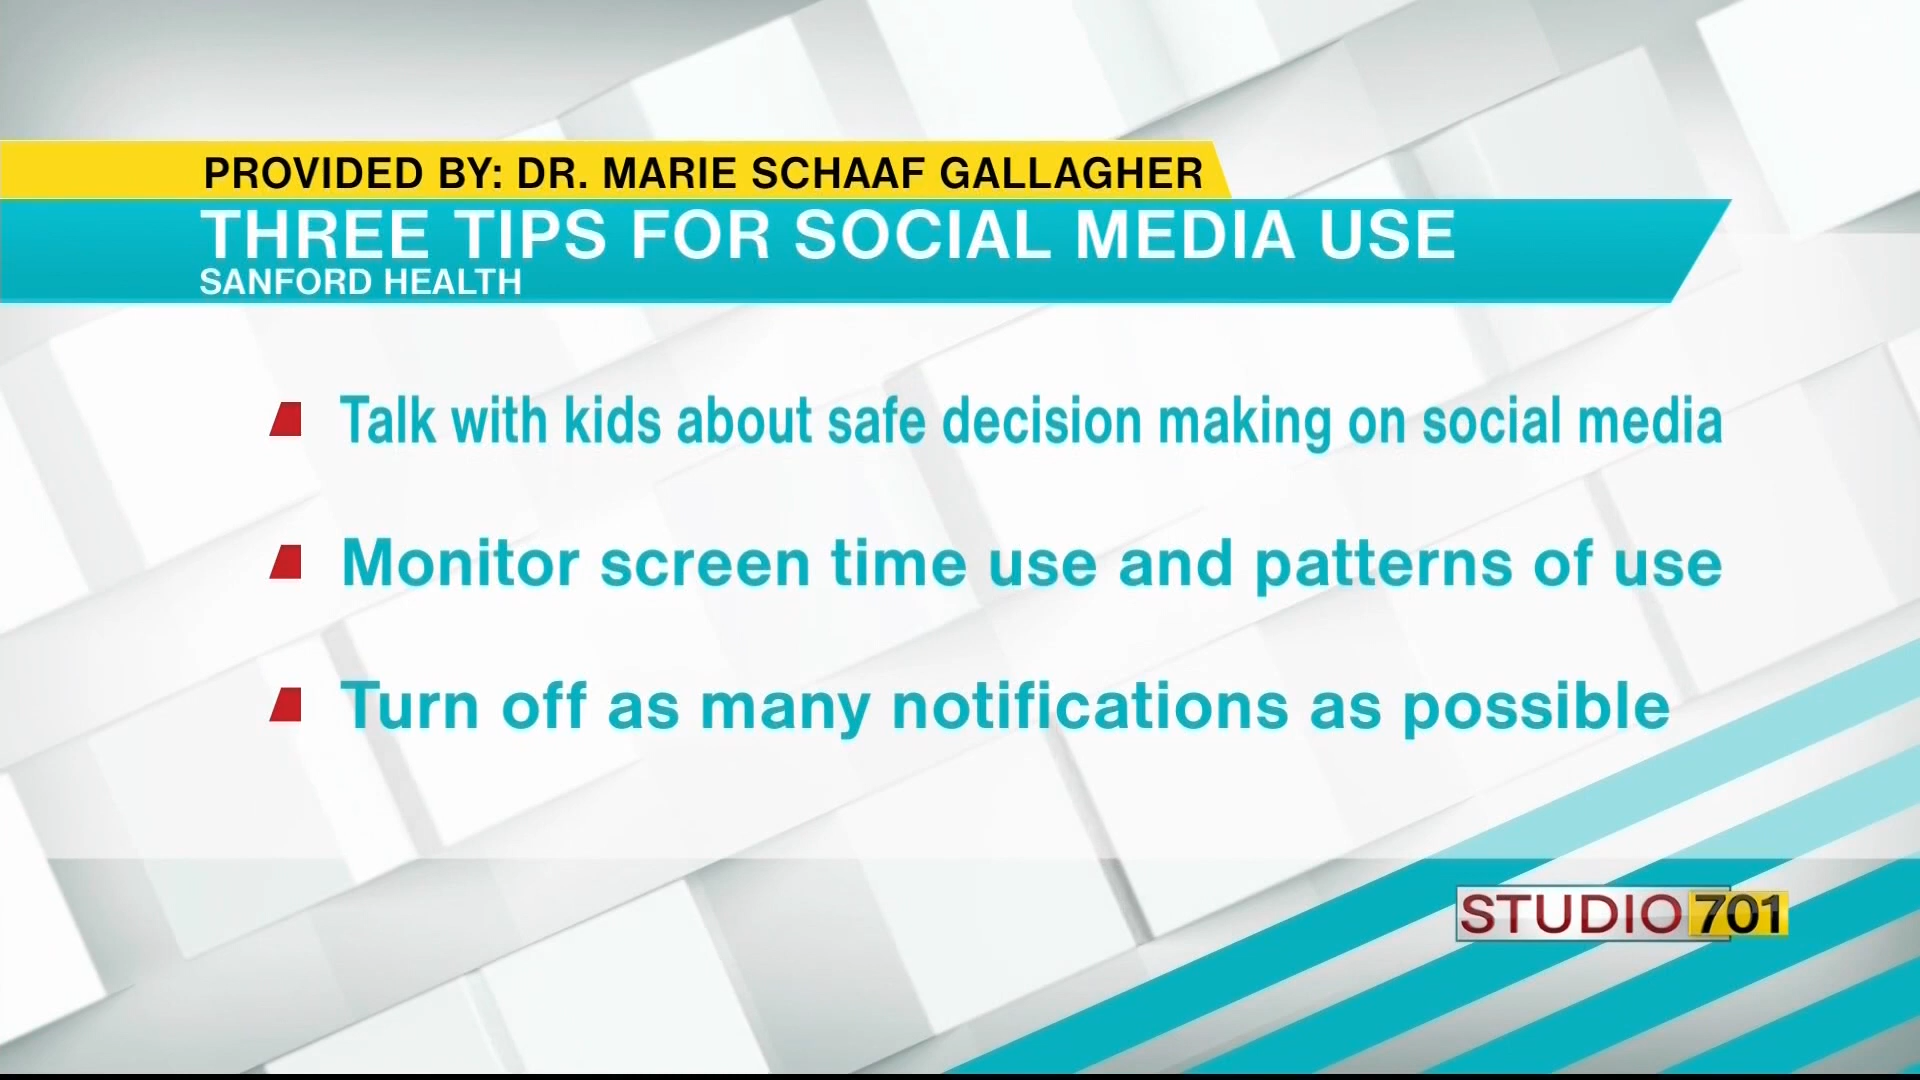 PROVIDED BY: DR. MARIE SCHAAF GALLAGHER
THREE TIPS FOR SOCIAL MEDIA USE
SANFORD HEALTH
Talk with kids about safe decision making on social media
Monitor screen time use and patterns of use
Turn off as many notifications as possible
STUDIO 701